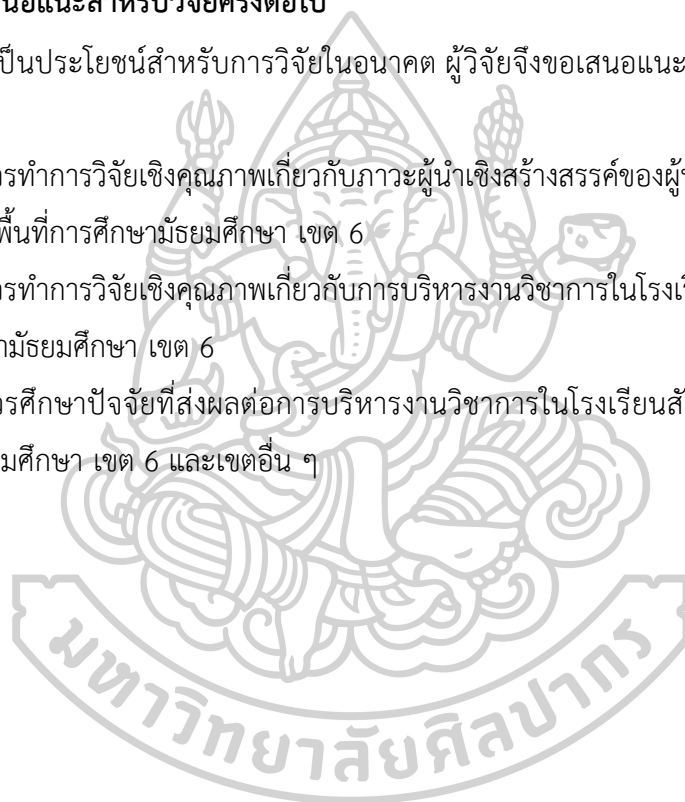 นอแนะสำหรับวิจัยครั้งต่อไป
เป็นประโยชน์สำหรับการวิจัยในอนาคต ผู้วิจัยจึงขอเสนอแนะ
รทำการวิจัยเชิงคุณภาพเกี่ยวกับภาวะผู้นำเชิงสร้างสรรค์ของผู้
พื้นที่การศึกษามัธยมศึกษา เขต 6
รทำการวิจัยเชิงคุณภาพเกี่ยวกับการบริหารงานวิชาการในโรงเรี
ามัธยมศึกษา เขต 6
วรศึกษาปัจจัยที่ส่งผลต่อการบริหารงานวิชาการในโรงเรียนสั
มศึกษา เขต 6 และเขตอื่น ๆ
มหาวิทยาลัยศิลปากร